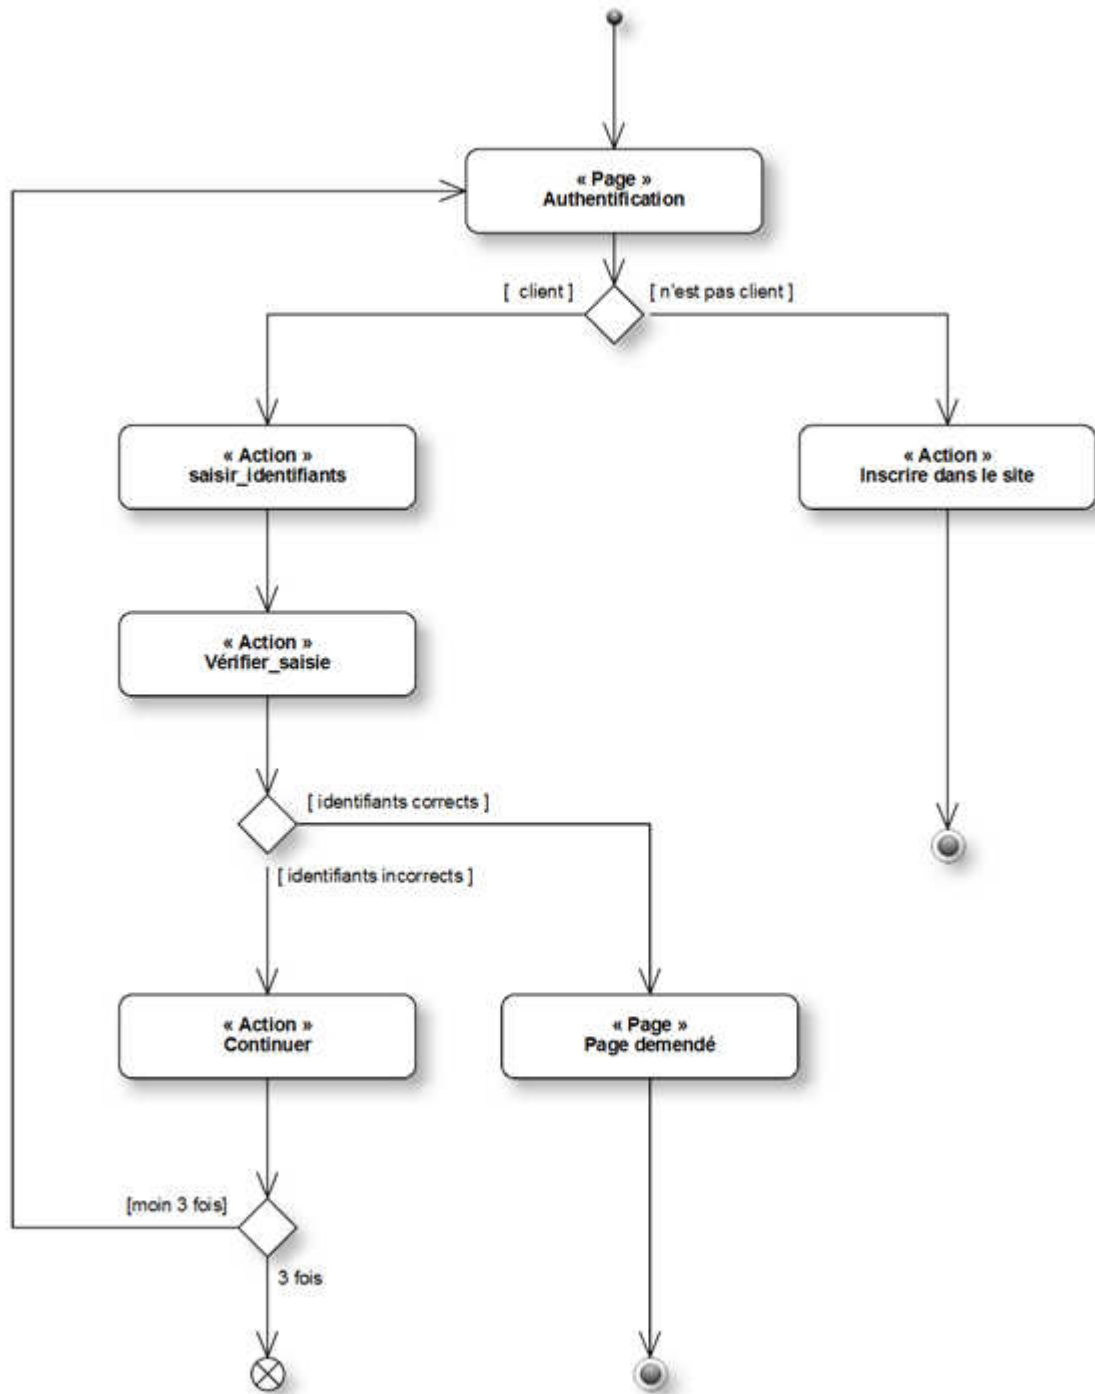 « Page »
Authentification
[ client ]
[ n'est pas client ]
« Action »
saisir_identifiants
« Action »
Inscrire dans le site
« Action »
Vérifier_saisie
[ identifiants corrects ]
[ identifiants incorrects ]
« Action »
Continuer
« Page »
Page demendé
[moin 3 fois]
3 fois